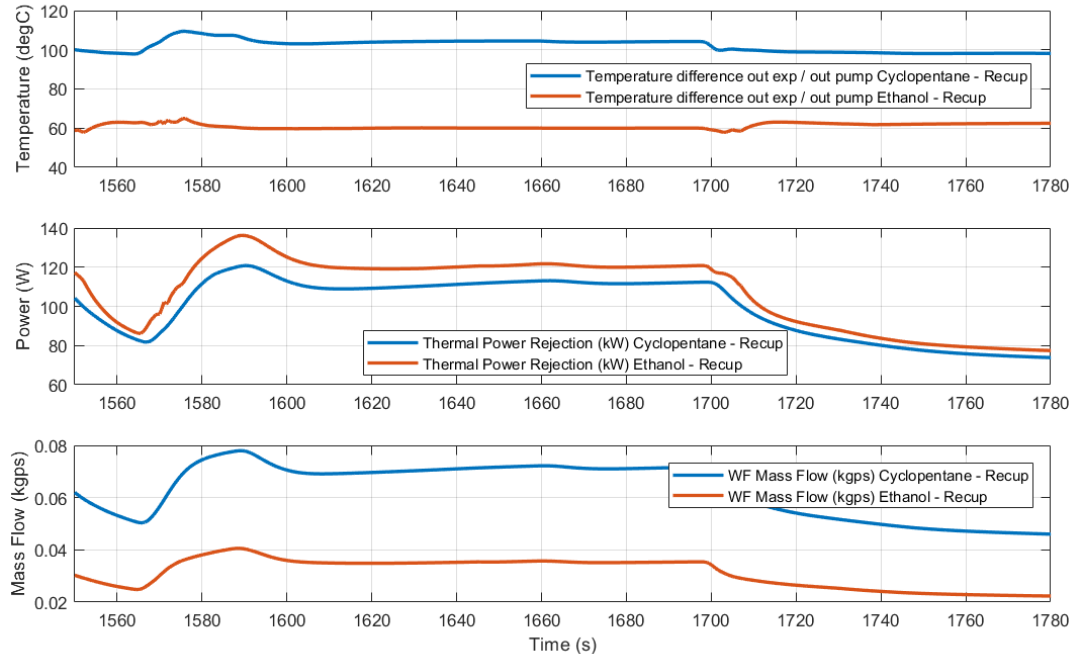 Temperature (degC)
120
100
80
60
40
Temperature difference out exp / out pump Cyclopentane - Recup
Temperature difference out exp / out pump Ethanol - Recup
1560 1580 1600 1620 1640 1660 1680 1700 1720 1740 1760 1780
Power (W)
140
120
100
80
60
Thermal Power Rejection (kW) Cyclopentane - Recup
Thermal Power Rejection (kW) Ethanol - Recup
1560 1580 1600 1620 1640 1660 1680 1700 1720 1740 1760 1780
Mass Flow (kgps)
0.08
0.06
0.04
0.02
WF Mass Flow (kgps) Cyclopentane - Recup
WF Mass Flow (kgps) Ethanol - Recup
1560 1580 1600 1620 1640 1660 1680 1700 1720 1740 1760 1780
Time (s)